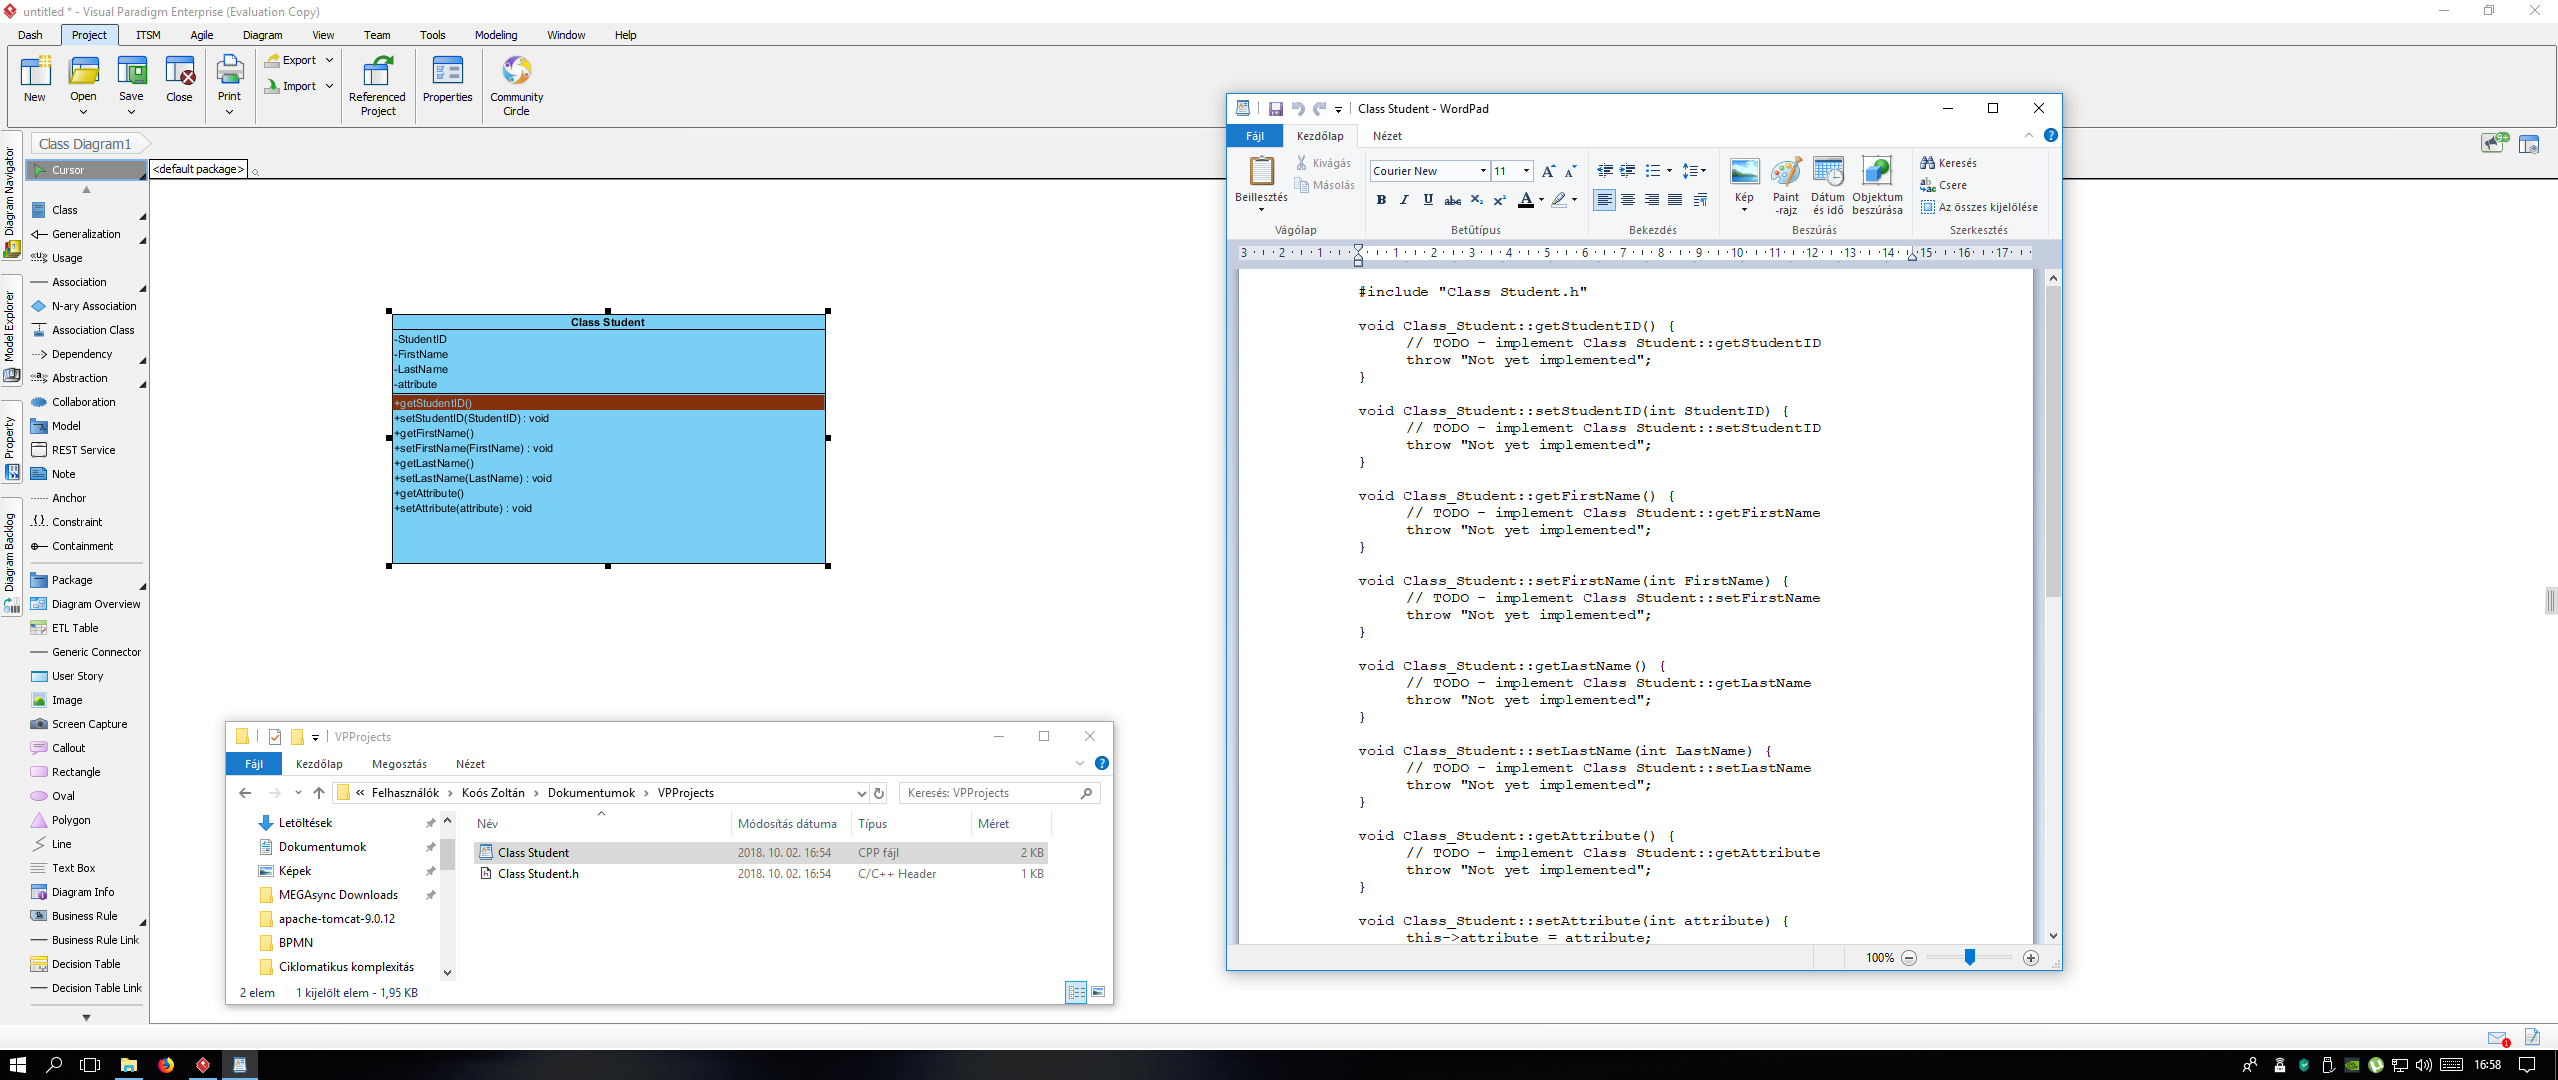 untitled * - Visual Paradigm Enterprise (Evaluation Copy)
Dash Project ITSM Agile Diagram View Team Tools Modeling Window Help
New Open Save Close Print Export Import Referenced Project Properties Community Circle
Class Diagram1
<default package>
Diagram Navigator
Model Explorer
Property
Diagram Backlog
Cursor
Class
Generalization
Usage
Association
N-ary Association
Association Class
Dependency
Abstraction
Collaboration
Model
REST Service
Note
Anchor
Constraint
Containment
Package
Diagram Overview
ETL Table
Generic Connector
User Story
Image
Screen Capture
Callout
Rectangle
Oval
Polygon
Line
Text Box
Diagram Info
Business Rule
Business Rule Link
Decision Table
Decision Table Link
Class Student
-StudentID
-FirstName
-LastName
-attribute
+getStudentID()
+setStudentID(StudentID) : void
+getFirstName()
+setFirstName(FirstName) : void
+getLastName()
+setLastName(LastName) : void
+getAttribute()
+setAttribute(attribute) : void
VPProjects
Fájl Kezdőlap Megosztás Nézet
« Felhasználók › Koós Zoltán › Dokumentumok › VPProjects
Keresés: VPProjects
Letöltések
Dokumentumok
Képek
MEGAsync Downloads
apache-tomcat-9.0.12
BPMN
Ciklomatikus komplexitás
Név Módosítás dátuma Típus Méret
Class Student 2018. 10. 02. 16:54 CPP fájl 2 KB
Class Student.h 2018. 10. 02. 16:54 C/C++ Header 1 KB
2 elem 1 kijelölt elem - 1,95 KB
Class Student - WordPad
Fájl Kezdőlap Nézet
Beillesztés
Kivágás
Másolás
Vágólap
Courier New 11
Betűtípus
Bekezdés
Kép
Paint -rajz
Dátum és idő
Objektum beszúrása
Beszúrás
Keresés
Csere
Az összes kijelölése
Szerkesztés
3 2 1 1 2 3 4 5 6 7 8 9 10 11 12 13 14 15 16 17
#include "Class Student.h"
void Class_Student::getStudentID() {
// TODO - implement Class Student::getStudentID
throw "Not yet implemented";
}
void Class_Student::setStudentID(int StudentID) {
// TODO - implement Class Student::setStudentID
throw "Not yet implemented";
}
void Class_Student::getFirstName() {
// TODO - implement Class Student::getFirstName
throw "Not yet implemented";
}
void Class_Student::setFirstName(int FirstName) {
// TODO - implement Class Student::setFirstName
throw "Not yet implemented";
}
void Class_Student::getLastName() {
// TODO - implement Class Student::getLastName
throw "Not yet implemented";
}
void Class_Student::setLastName(int LastName) {
// TODO - implement Class Student::setLastName
throw "Not yet implemented";
}
void Class_Student::getAttribute() {
// TODO - implement Class Student::getAttribute
throw "Not yet implemented";
}
void Class_Student::setAttribute(int attribute) {
this->attribute = attribute;
100%
9+
1
16:58